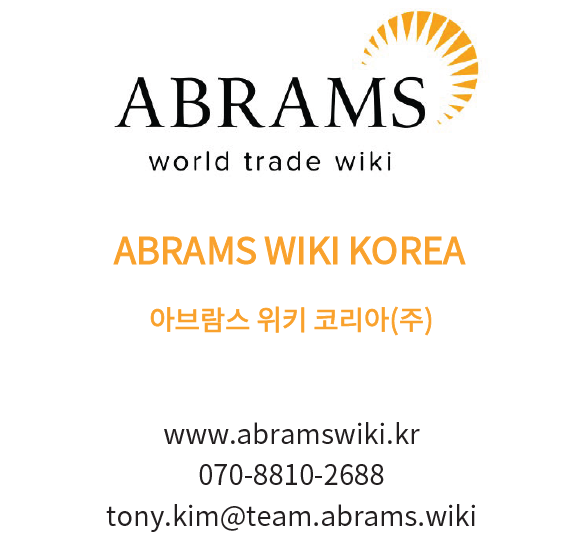 ABRAMS
world trade wiki
ABRAMS WIKI KOREA
아브람스 위키 코리아(주)
www.abramswiki.kr
070-8810-2688
tony.kim@team.abrams.wiki